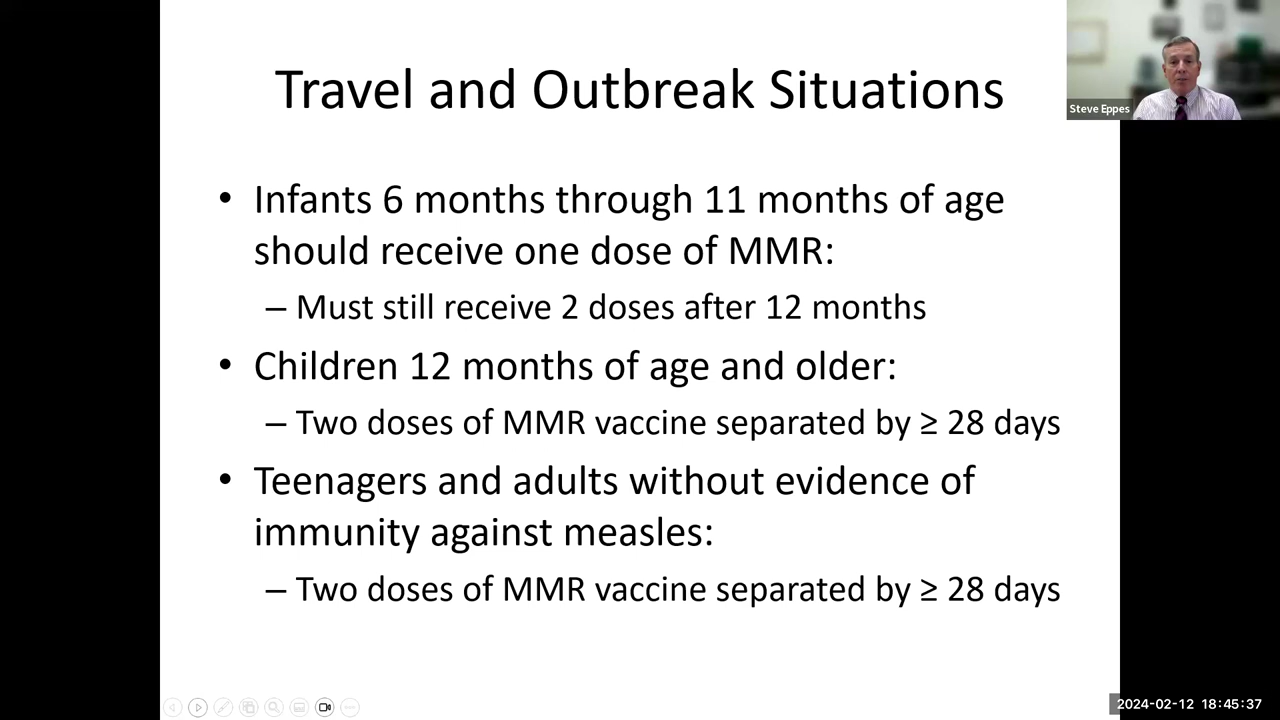 Travel and Outbreak Situations
Steve Eppes
• Infants 6 months through 11 months of age
should receive one dose of MMR:
– Must still receive 2 doses after 12 months
• Children 12 months of age and older:
– Two doses of MMR vaccine separated by ≥ 28 days
• Teenagers and adults without evidence of
immunity against measles:
– Two doses of MMR vaccine separated by ≥ 28 days
2024-02-12 18:45:37